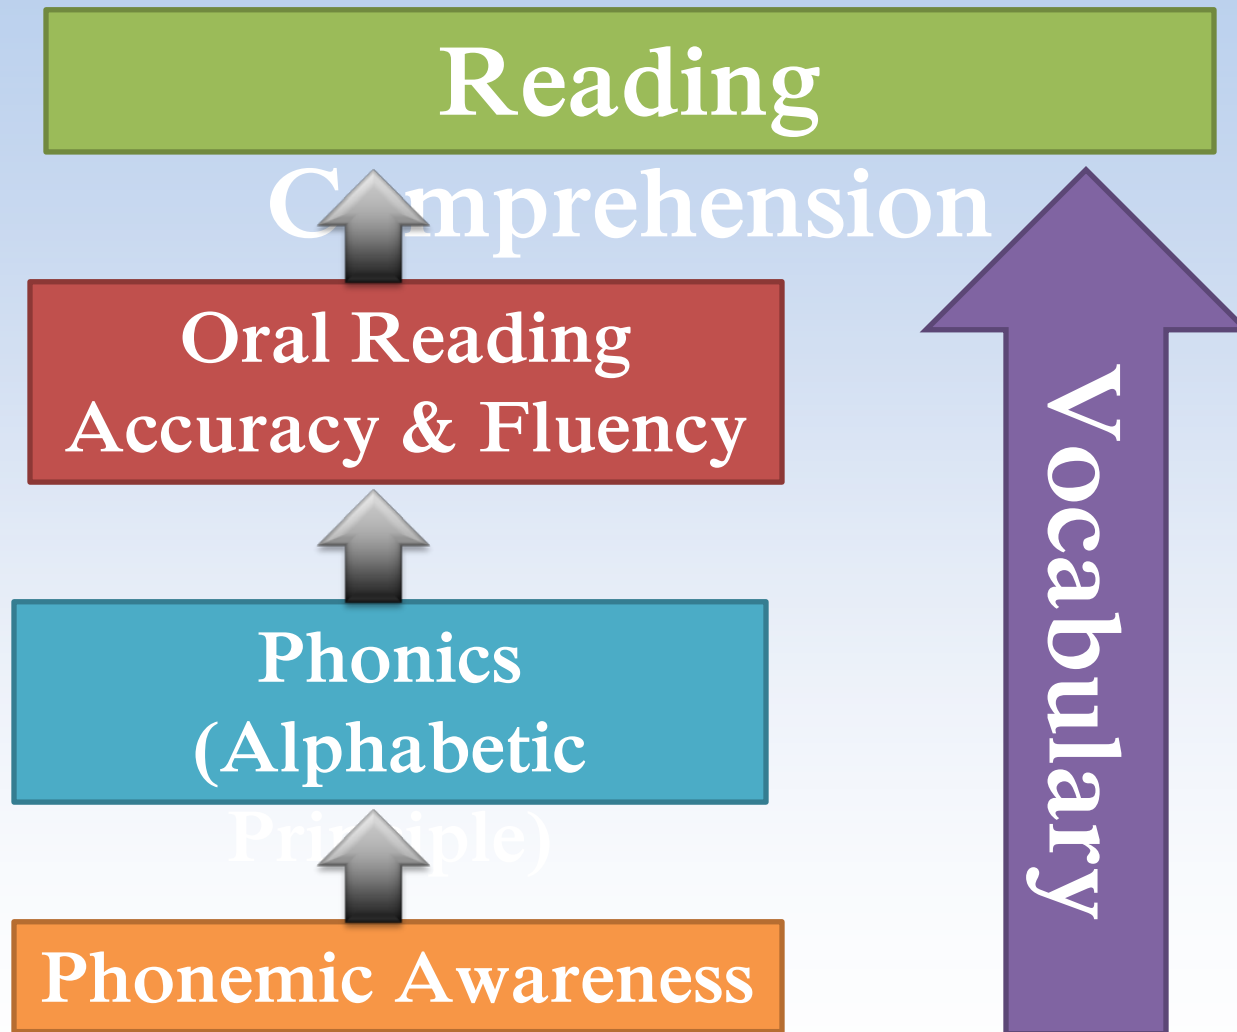 Reading
Comprehension
Oral Reading
Accuracy & Fluency
Phonics
(Alphabetic
Principle)
Phonemic Awareness
Vocabulary